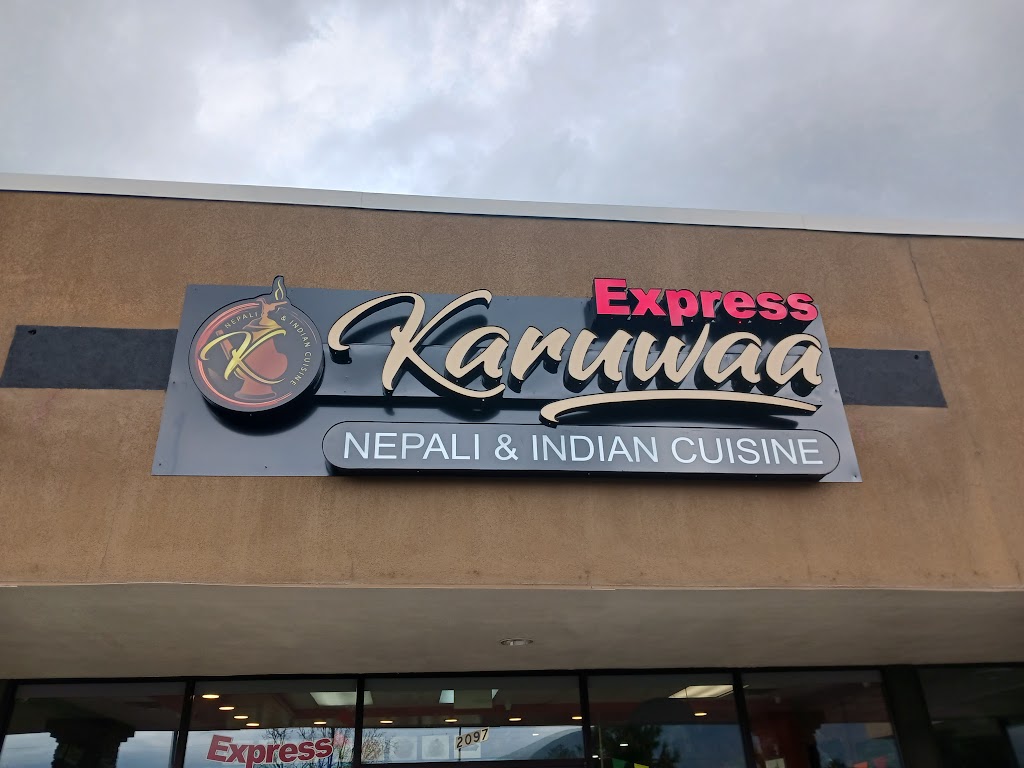 Express
Karuwaa
NEPALI & INDIAN CUISINE
K
NEPALI & INDIAN CUISINE
Express
2097